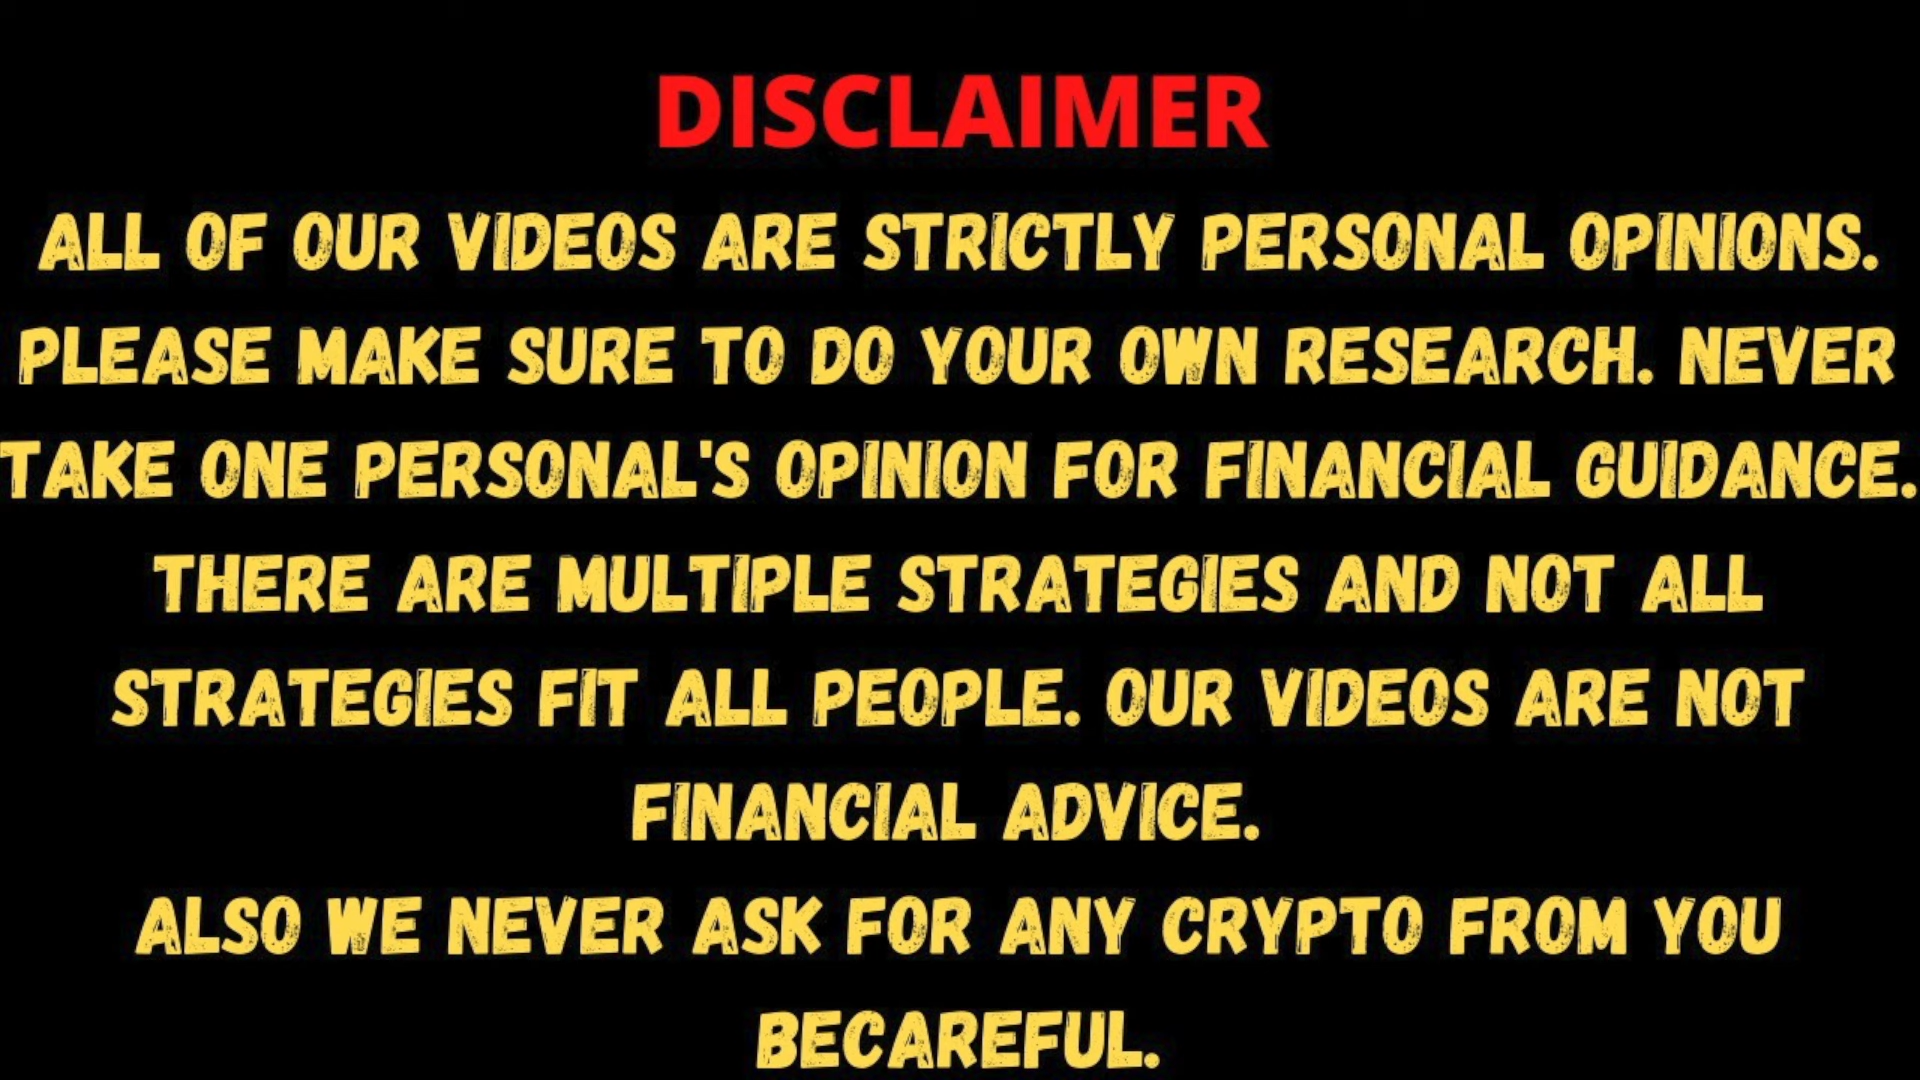 DISCLAIMER
ALL OF OUR VIDEOS ARE STRICTLY PERSONAL OPINIONS.
PLEASE MAKE SURE TO DO YOUR OWN RESEARCH. NEVER
TAKE ONE PERSONAL'S OPINION FOR FINANCIAL GUIDANCE.
THERE ARE MULTIPLE STRATEGIES AND NOT ALL
STRATEGIES FIT ALL PEOPLE. OUR VIDEOS ARE NOT
FINANCIAL ADVICE.
ALSO WE NEVER ASK FOR ANY CRYPTO FROM YOU
BECAREFUL.